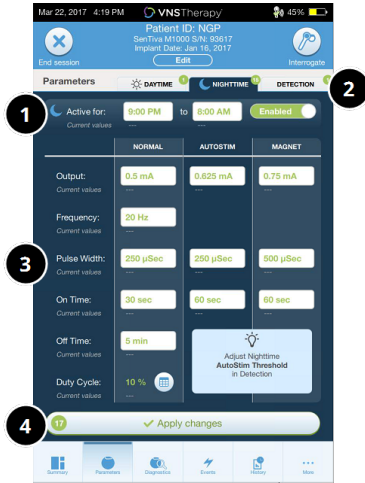 Mar 22, 2017 4:19 PM VNSTherapy 45%
Patient ID: NGP
SenTiva M1000 S/N: 93617
Implant Date: Jan 16, 2017
End session Edit Interrogate
Parameters DAYTIME 1 NIGHTTIME 15 DETECTION
2
1
Active for: 9:00 PM to 8:00 AM Enabled
Current values --- ---
NORMAL AUTOSTIM MAGNET
Output: 0.5 mA 0.625 mA 0.75 mA
Current values --- --- ---
Frequency: 20 Hz
Current values ---
3
Pulse Width: 250 µSec 250 µSec 500 µSec
Current values --- --- ---
On Time: 30 sec 60 sec 60 sec
Current values --- --- ---
Off Time: 5 min
Current values ---
Adjust Nighttime
AutoStim Threshold
in Detection
Duty Cycle: 10 %
Current values ---
4
17 Apply changes
Summary Parameters Diagnostics Events History More